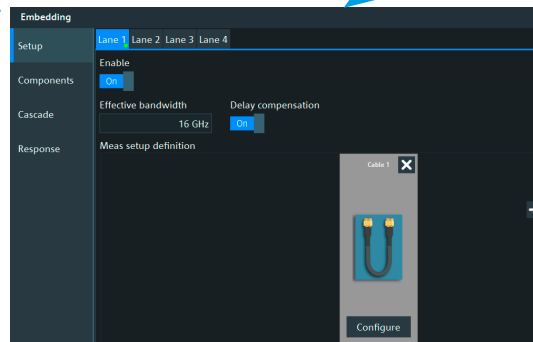 Embedding
Setup
Components
Cascade
Response
Lane 1 Lane 2 Lane 3 Lane 4
Enable
On
Effective bandwidth Delay compensation
16 GHz On
Meas setup definition
Cable 1
Configure